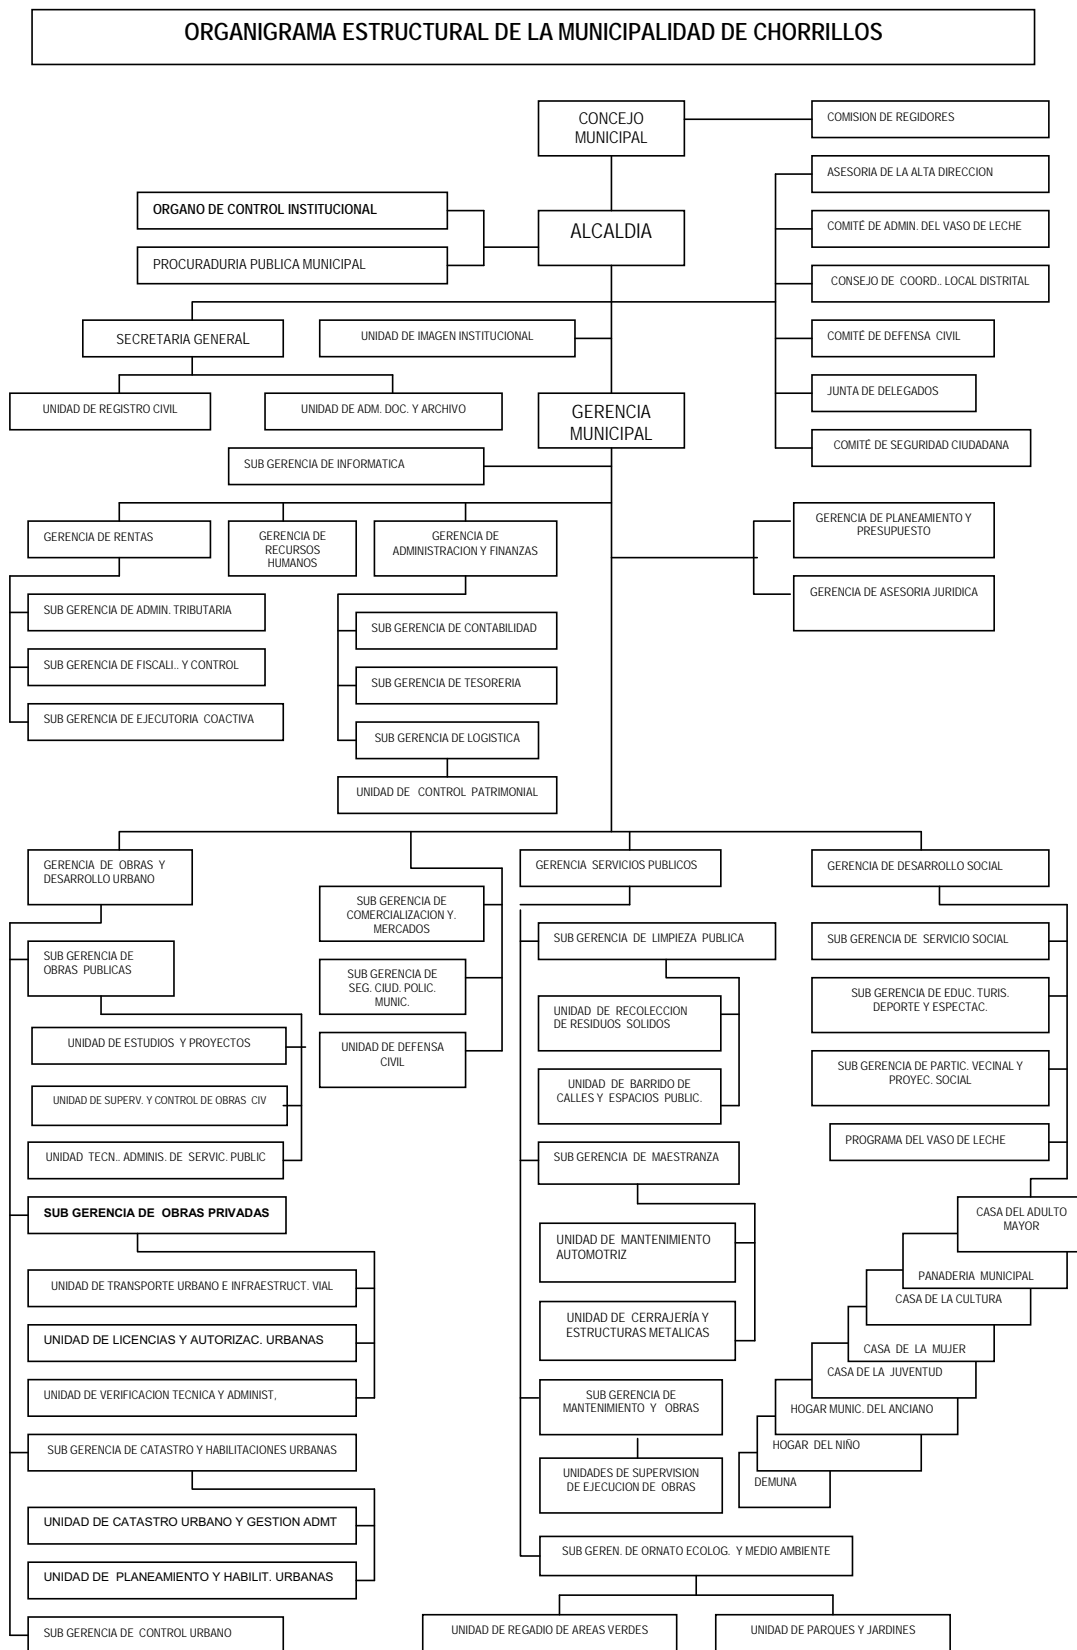 ORGANIGRAMA ESTRUCTURAL DE LA MUNICIPALIDAD DE CHORRILLOS
CONCEJO
MUNICIPAL
COMISION DE REGIDORES
ASESORIA DE LA ALTA DIRECCION
ORGANO DE CONTROL INSTITUCIONAL
ALCALDIA
COMITÉ DE ADMIN. DEL VASO DE LECHE
PROCURADURIA PUBLICA MUNICIPAL
CONSEJO DE COORD.. LOCAL DISTRITAL
SECRETARIA GENERAL
UNIDAD DE IMAGEN INSTITUCIONAL
COMITÉ DE DEFENSA CIVIL
UNIDAD DE REGISTRO CIVIL
UNIDAD DE ADM. DOC. Y ARCHIVO
GERENCIA
MUNICIPAL
JUNTA DE DELEGADOS
COMITÉ DE SEGURIDAD CIUDADANA
SUB GERENCIA DE INFORMATICA
GERENCIA DE RENTAS
GERENCIA DE
RECURSOS
HUMANOS
GERENCIA DE
ADMINISTRACION Y FINANZAS
GERENCIA DE PLANEAMIENTO Y
PRESUPUESTO
GERENCIA DE ASESORIA JURIDICA
SUB GERENCIA DE ADMIN. TRIBUTARIA
SUB GERENCIA DE FISCALI.. Y CONTROL
SUB GERENCIA DE EJECUTORIA COACTIVA
SUB GERENCIA DE CONTABILIDAD
SUB GERENCIA DE TESORERIA
SUB GERENCIA DE LOGISTICA
UNIDAD DE CONTROL PATRIMONIAL
GERENCIA DE OBRAS Y
DESARROLLO URBANO
SUB GERENCIA DE
OBRAS PUBLICAS
UNIDAD DE ESTUDIOS Y PROYECTOS
UNIDAD DE SUPERV. Y CONTROL DE OBRAS CIV
UNIDAD TECN.. ADMINIS. DE SERVIC. PUBLIC
SUB GERENCIA DE OBRAS PRIVADAS
UNIDAD DE TRANSPORTE URBANO E INFRAESTRUCT. VIAL
UNIDAD DE LICENCIAS Y AUTORIZAC. URBANAS
UNIDAD DE VERIFICACION TECNICA Y ADMINIST,
SUB GERENCIA DE CATASTRO Y HABILITACIONES URBANAS
UNIDAD DE CATASTRO URBANO Y GESTION ADMT
UNIDAD DE PLANEAMIENTO Y HABILIT. URBANAS
SUB GERENCIA DE CONTROL URBANO
SUB GERENCIA DE
COMERCIALIZACION Y.
MERCADOS
SUB GERENCIA DE
SEG. CIUD. POLIC.
MUNIC.
UNIDAD DE DEFENSA
CIVIL
GERENCIA SERVICIOS PUBLICOS
SUB GERENCIA DE LIMPIEZA PUBLICA
UNIDAD DE RECOLECCION
DE RESIDUOS SOLIDOS
UNIDAD DE BARRIDO DE
CALLES Y ESPACIOS PUBLIC.
SUB GERENCIA DE MAESTRANZA
UNIDAD DE MANTENIMIENTO
AUTOMOTRIZ
UNIDAD DE CERRAJERÍA Y
ESTRUCTURAS METALICAS
SUB GERENCIA DE
MANTENIMIENTO Y OBRAS
UNIDADES DE SUPERVISION
DE EJECUCION DE OBRAS
SUB GEREN. DE ORNATO ECOLOG. Y MEDIO AMBIENTE
UNIDAD DE REGADIO DE AREAS VERDES
UNIDAD DE PARQUES Y JARDINES
GERENCIA DE DESARROLLO SOCIAL
SUB GERENCIA DE SERVICIO SOCIAL
SUB GERENCIA DE EDUC. TURIS.
DEPORTE Y ESPECTAC.
SUB GERENCIA DE PARTIC. VECINAL Y
PROYEC. SOCIAL
PROGRAMA DEL VASO DE LECHE
CASA DEL ADULTO
MAYOR
PANADERIA MUNICIPAL
CASA DE LA CULTURA
CASA DE LA MUJER
CASA DE LA JUVENTUD
HOGAR MUNIC. DEL ANCIANO
HOGAR DEL NIÑO
DEMUNA